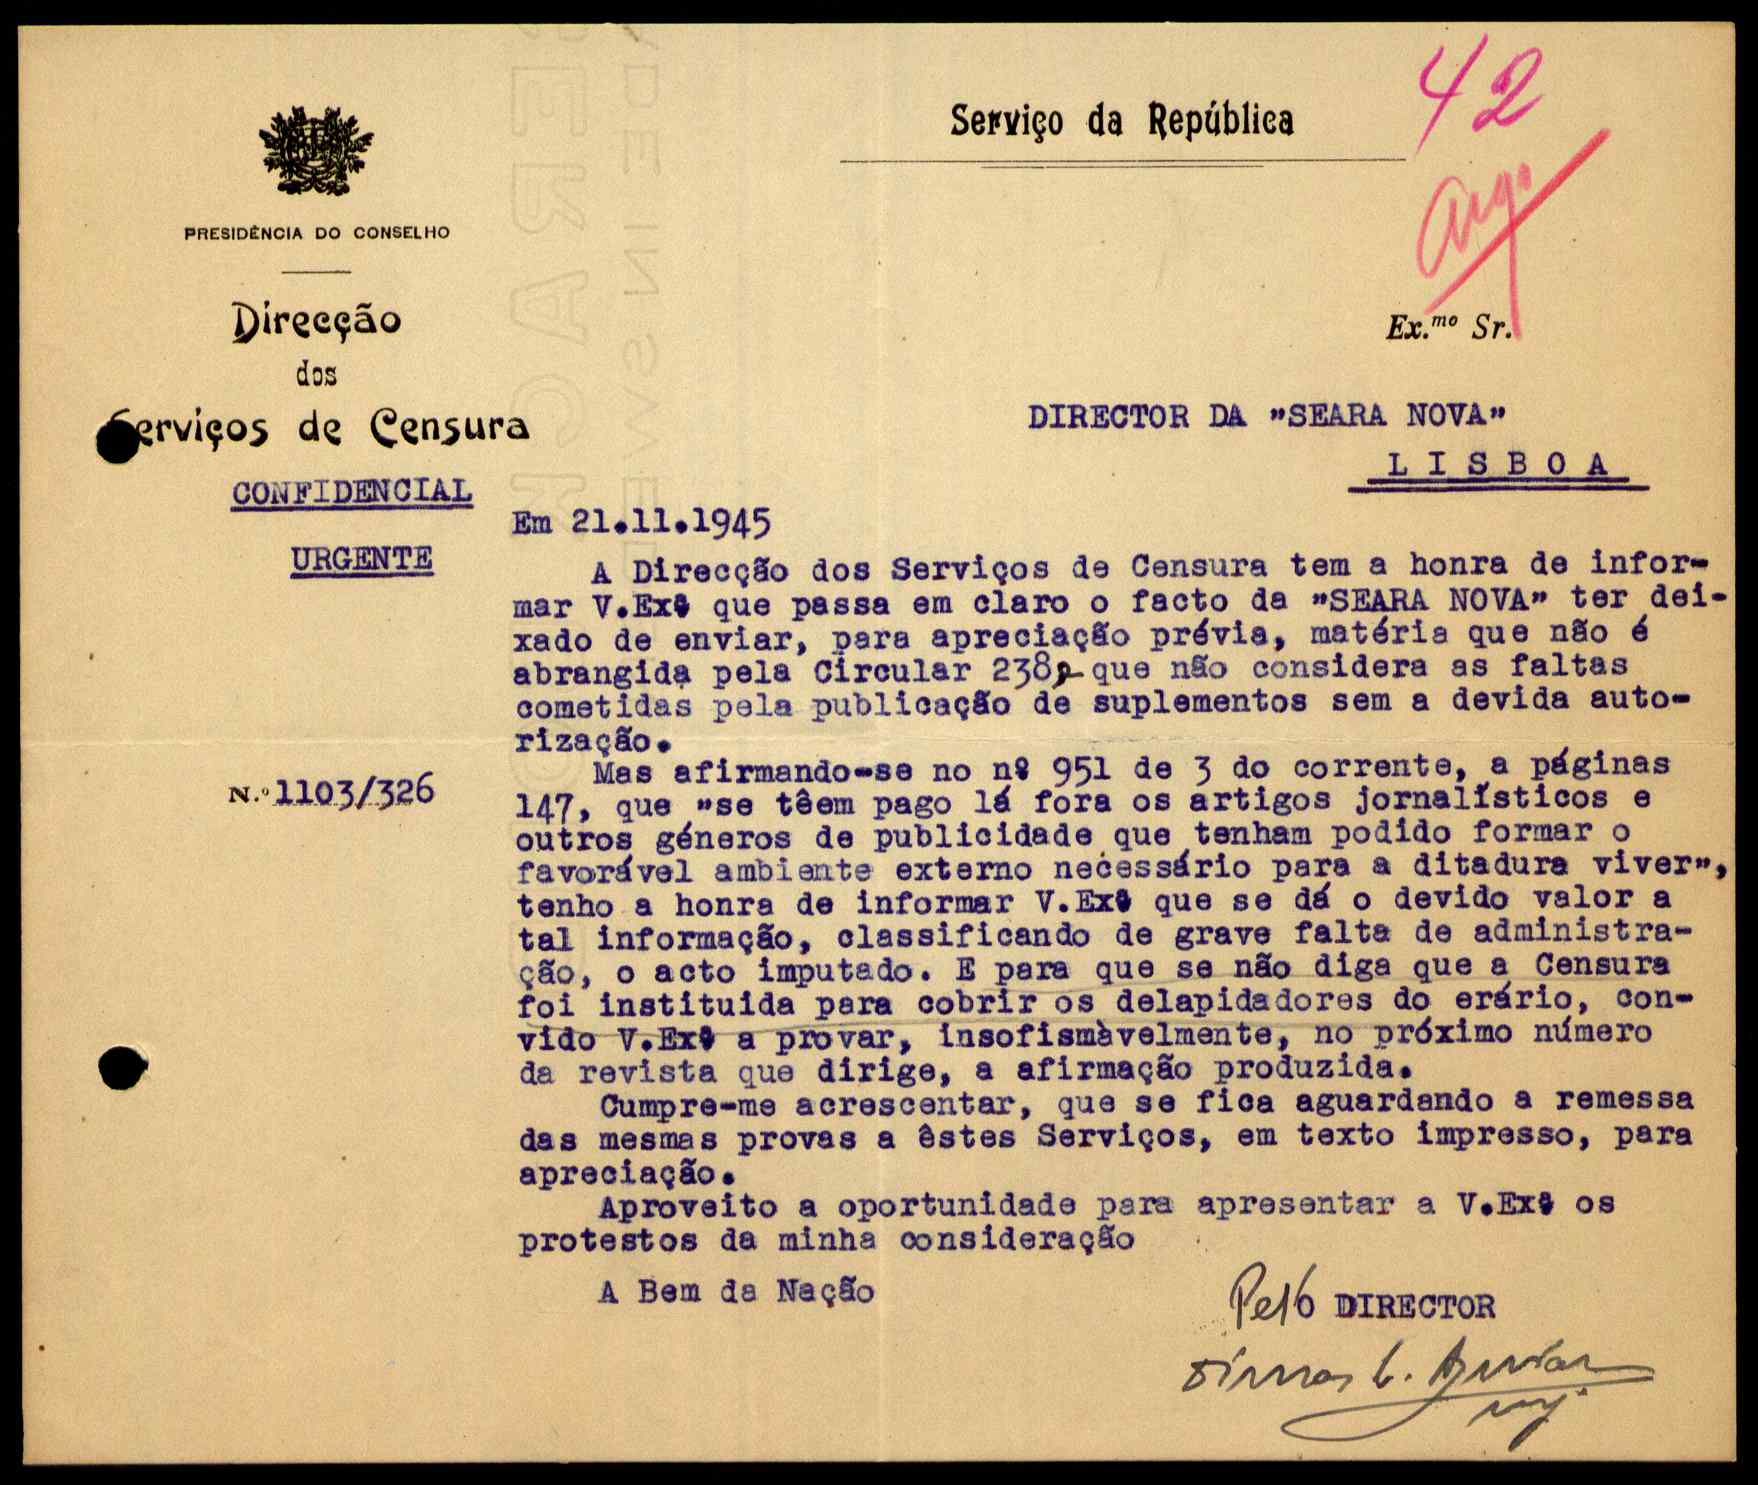 Serviço da República
42
Arq.º
PRESIDÊNCIA DO CONSELHO
Direcção
dos
Serviços de Censura
CONFIDENCIAL
URGENTE
N.º 1103/326
Ex.mo Sr.
DIRECTOR DA "SEARA NOVA"
LISBOA
Em 21.11.1945
A Direcção dos Serviços de Censura tem a honra de infor-
mar V.Exª que passa em claro o facto da "SEARA NOVA" ter dei-
xado de enviar, para apreciação prévia, matéria que não é
abrangida pela Circular 238, que não considera as faltas
cometidas pela publicação de suplementos sem a devida auto-
rização.
Mas afirmando-se no nº 951 de 3 do corrente, a páginas
147, que "se têem pago lá fora os artigos jornalísticos e
outros géneros de publicidade que tenham podido formar o
favorável ambiente externo necessário para a ditadura viver",
tenho a honra de informar V.Exª que se dá o devido valor a
tal informação, classificando de grave falta de administra-
ção, o acto imputado. E para que se não diga que a Censura
foi instituida para cobrir os delapidadores do erário, con-
vido V.Exª a provar, insofismàvelmente, no próximo número
da revista que dirige, a afirmação produzida.
Cumpre-me acrescentar, que se fica aguardando a remessa
das mesmas provas a êstes Serviços, em texto impresso, para
apreciação.
Aproveito a oportunidade para apresentar a V.Exª os
protestos da minha consideração
A Bem da Nação
Pelo DIRECTOR